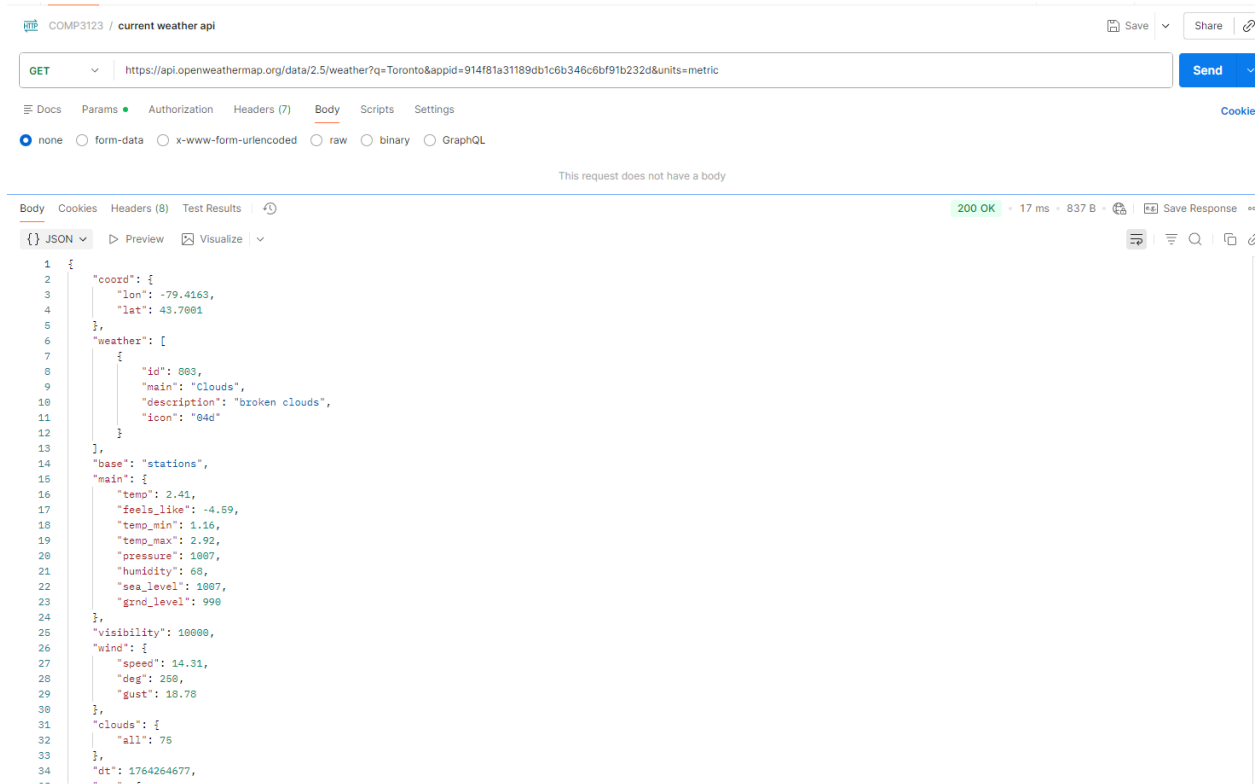 HTTP COMP3123 / current weather api Save Share
GET https://api.openweathermap.org/data/2.5/weather?q=Toronto&appid=914f81a31189db1c6b346c6bf91b232d&units=metric Send
Docs Params Authorization Headers (7) Body Scripts Settings Cookie
none form-data x-www-form-urlencoded raw binary GraphQL
This request does not have a body
Body Cookies Headers (8) Test Results 200 OK • 17 ms • 837 B • Save Response
{} JSON Preview Visualize
1 {
2 "coord": {
3 "lon": -79.4163,
4 "lat": 43.7001
5 },
6 "weather": [
7 {
8 "id": 803,
9 "main": "Clouds",
10 "description": "broken clouds",
11 "icon": "04d"
12 }
13 ],
14 "base": "stations",
15 "main": {
16 "temp": 2.41,
17 "feels_like": -4.59,
18 "temp_min": 1.16,
19 "temp_max": 2.92,
20 "pressure": 1007,
21 "humidity": 68,
22 "sea_level": 1007,
23 "grnd_level": 990
24 },
25 "visibility": 10000,
26 "wind": {
27 "speed": 14.31,
28 "deg": 250,
29 "gust": 18.78
30 },
31 "clouds": {
32 "all": 75
33 },
34 "dt": 1764264677,